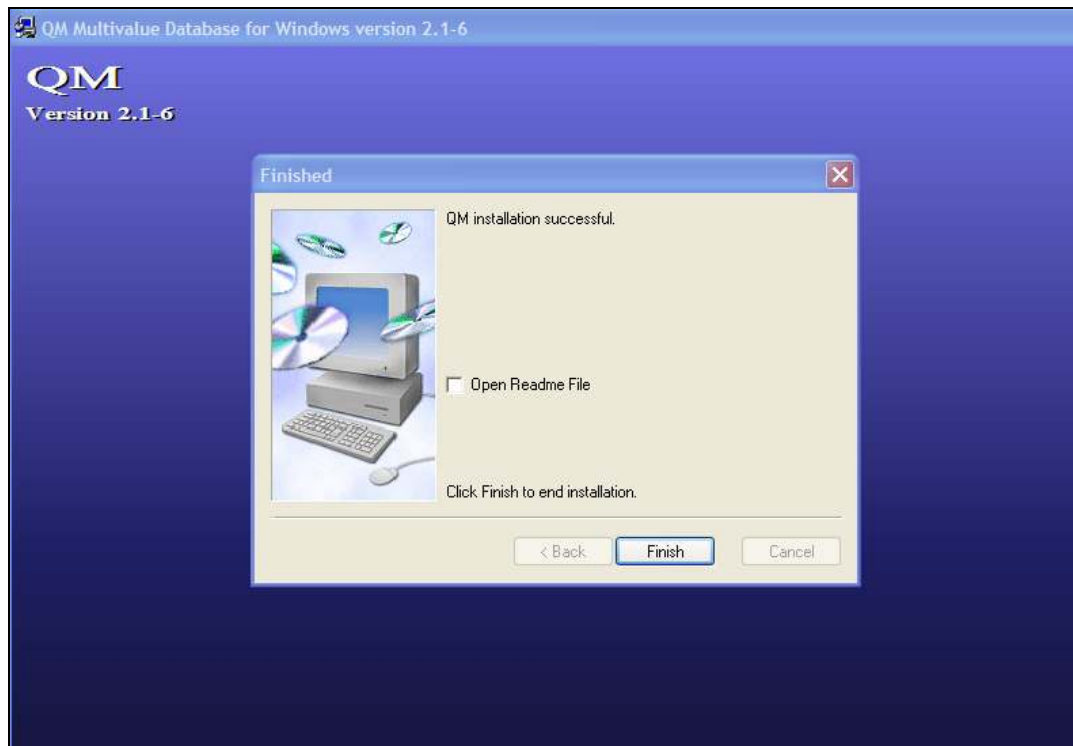 QM Multivalue Database for Windows version 2.1-6
QM
Version 2.1-6
Finished
QM installation successful.
Open Readme File
Click Finish to end installation.
< Back
Finish
Cancel